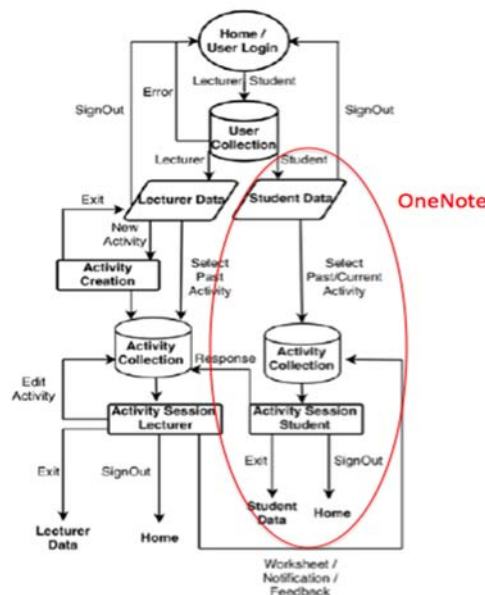 Home /
User Login
Lecturer
Student
Error
SignOut
SignOut
User
Collection
Lecturer
Student
Exit
Lecturer Data
Student Data
OneNote
New
Activity
Activity
Creation
Select
Past
Activity
Select
Past/Current
Activity
Activity
Collection
Response
Activity
Collection
Edit
Activity
Activity Session
Lecturer
Activity Session
Student
Exit
SignOut
Exit
SignOut
Lecturer
Data
Home
Student
Data
Home
Worksheet /
Notification /
Feedback